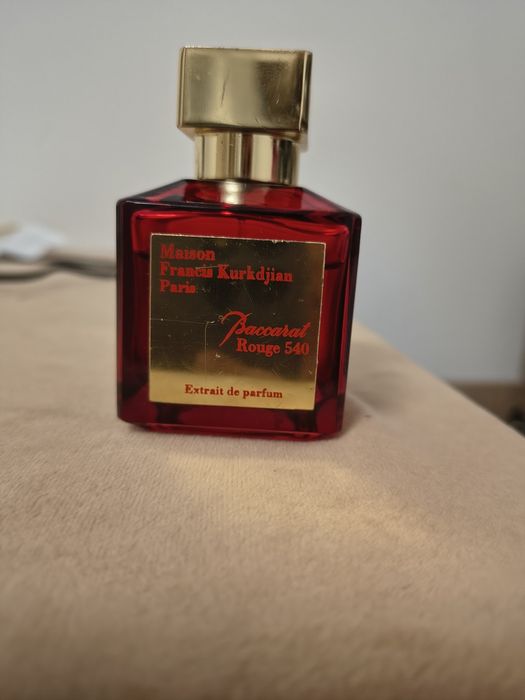 Maison
Francis Kurkdjian
Paris
Baccarat
Rouge 540
Extrait de parfum